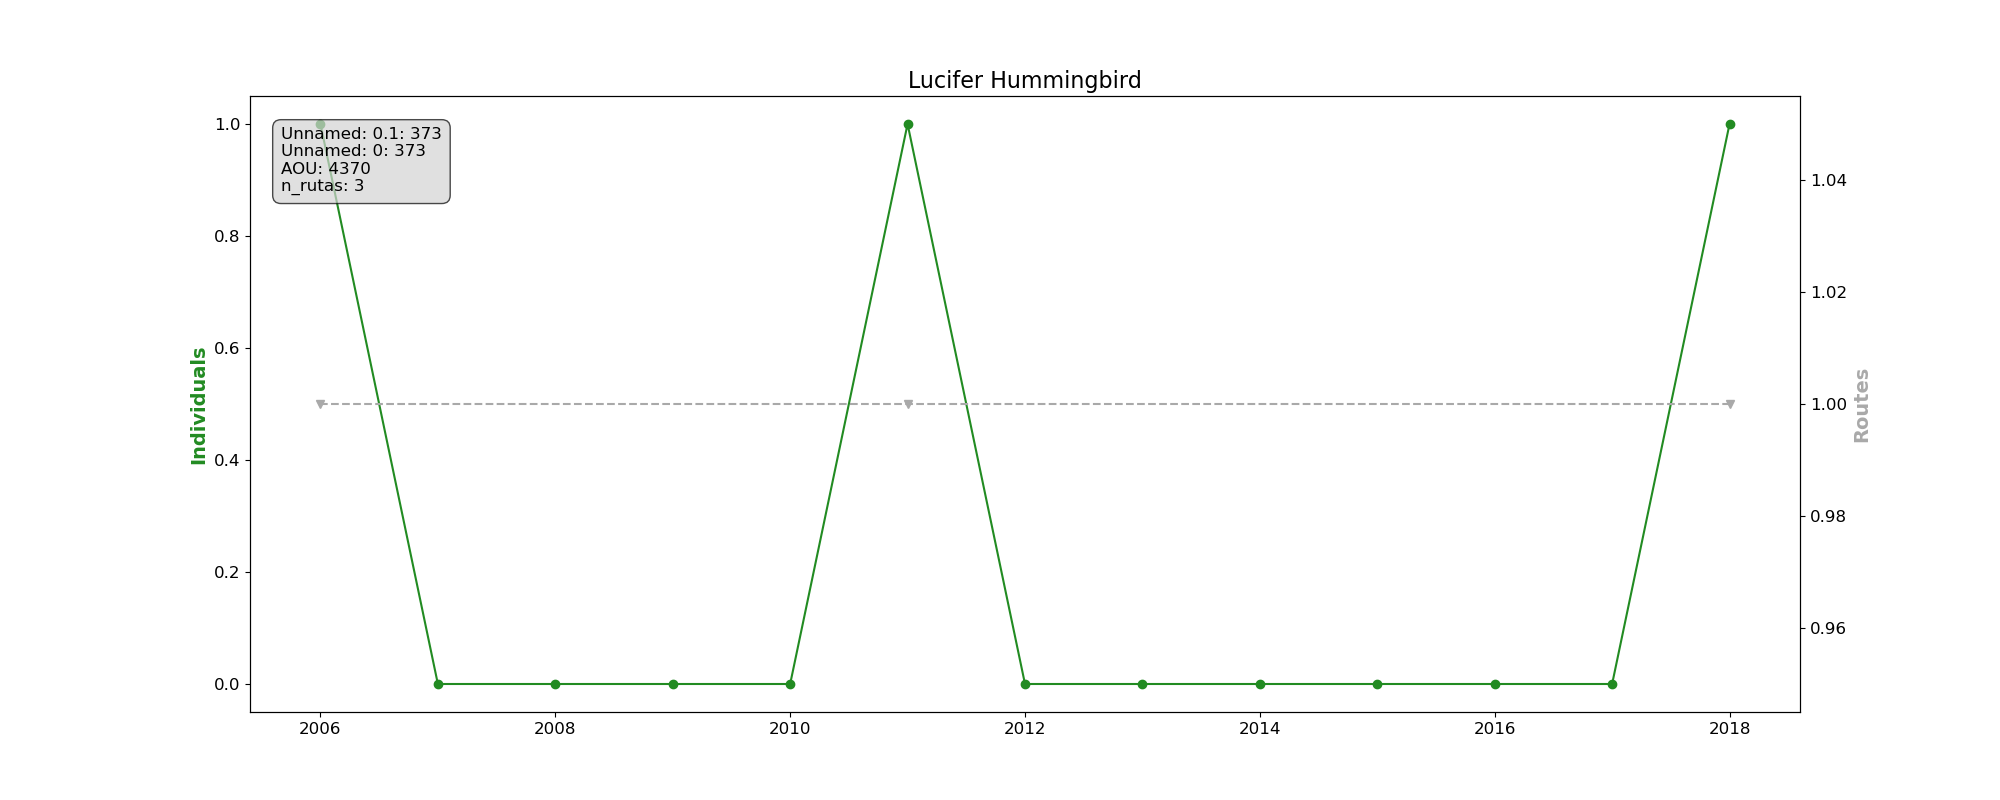 Lucifer Hummingbird
Unnamed: 0.1: 373
Unnamed: 0: 373
AOU: 4370
n_rutas: 3
1.0
0.8
0.6
0.4
0.2
0.0
Individuals
1.04
1.02
1.00
0.98
0.96
Routes
2006 2008 2010 2012 2014 2016 2018